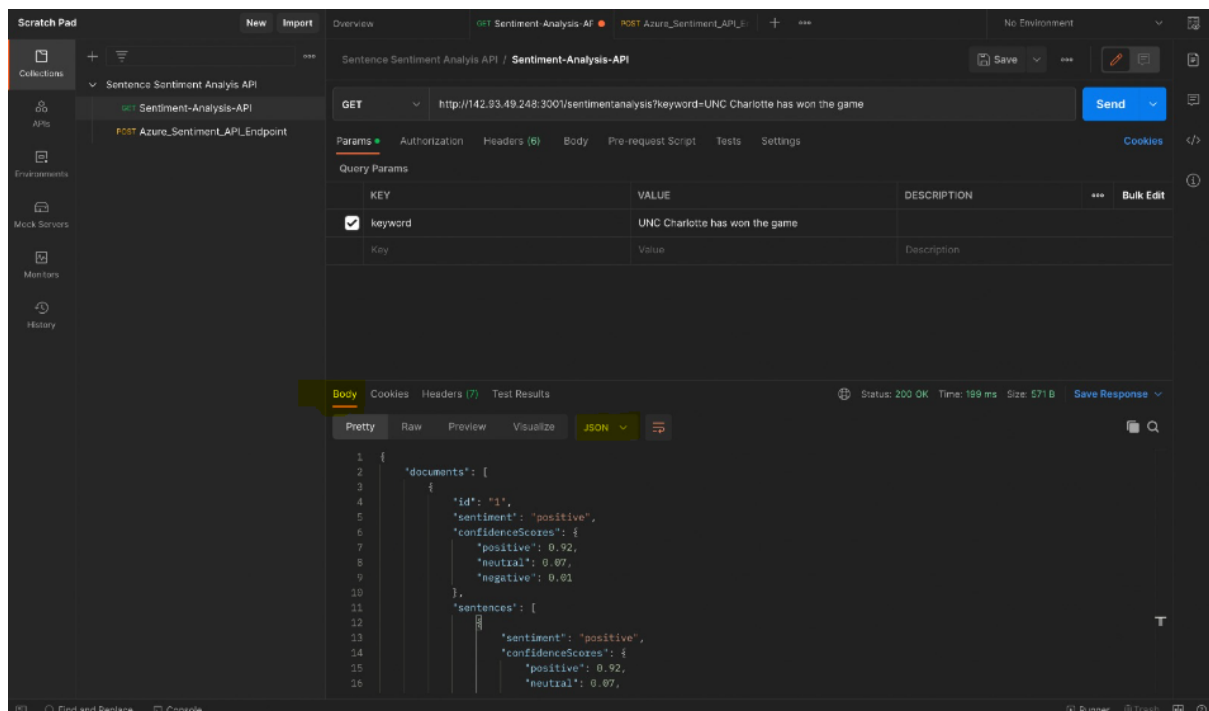 Scratch Pad New Import Overview GET Sentiment-Analysis-AF POST Azure_Sentiment_API_E No Environment
Collections
APIs
Environments
Mock Servers
Monitors
History
Sentence Sentiment Analyis API
GET Sentiment-Analysis-API
POST Azure_Sentiment_API_Endpoint
Sentence Sentiment Analyis API / Sentiment-Analysis-API Save
GET http://142.93.49.248:3001/sentimentanalysis?keyword=UNC Charlotte has won the game Send
Params Authorization Headers (6) Body Pre-request Script Tests Settings Cookies
Query Params
KEY VALUE DESCRIPTION Bulk Edit
keyword UNC Charlotte has won the game
Key Value Description
Body Cookies Headers (7) Test Results Status: 200 OK Time: 199 ms Size: 571 B Save Response
Pretty Raw Preview Visualize JSON
1 {
2 "documents": [
3 {
4 "id": "1",
5 "sentiment": "positive",
6 "confidenceScores": {
7 "positive": 0.92,
8 "neutral": 0.07,
9 "negative": 0.01
10 },
11 "sentences": [
12 {
13 "sentiment": "positive",
14 "confidenceScores": {
15 "positive": 0.92,
16 "neutral": 0.07,
Find and Replace Console Runner Trash